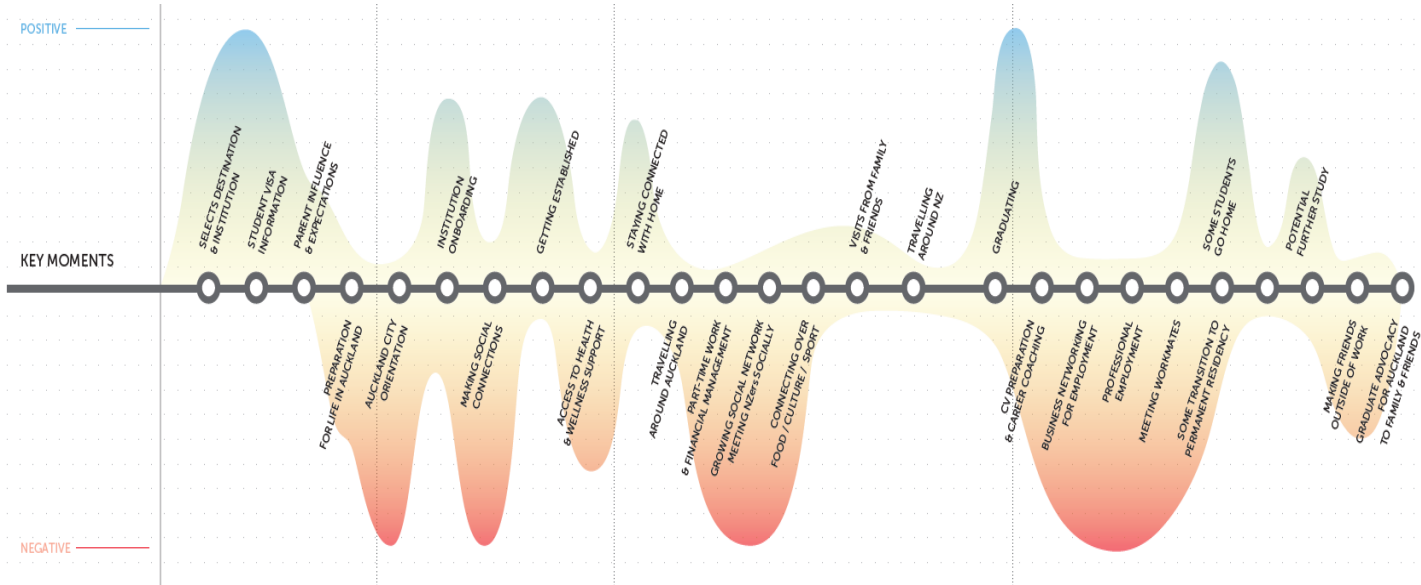 POSITIVE
SELECTS DESTINATION
& INSTITUTION
STUDENT VISA
INFORMATION
PARENT INFLUENCE
& EXPECTATIONS
INSTITUTION
ONBOARDING
GETTING ESTABLISHED
STAYING CONNECTED
WITH HOME
VISITS FROM FAMILY
& FRIENDS
TRAVELLING
AROUND NZ
GRADUATING
SOME STUDENTS
GO HOME
POTENTIAL
FURTHER STUDY
KEY MOMENTS
PREPARATION
FOR LIFE IN AUCKLAND
AUCKLAND CITY
ORIENTATION
MAKING SOCIAL
CONNECTIONS
ACCESS TO HEALTH
& WELLNESS SUPPORT
TRAVELLING
AROUND AUCKLAND
PART-TIME WORK
& FINANCIAL MANAGEMENT
GROWING SOCIAL NETWORK
MEETING NZers SOCIALLY
CONNECTING OVER
FOOD / CULTURE / SPORT
CV PREPARATION
& CAREER COACHING
BUSINESS NETWORKING
FOR EMPLOYMENT
PROFESSIONAL
EMPLOYMENT
MEETING WORKMATES
SOME TRANSITION TO
PERMANENT RESIDENCY
MAKING FRIENDS
OUTSIDE OF WORK
GRADUATE ADVOCACY
FOR AUCKLAND
TO FAMILY & FRIENDS
NEGATIVE